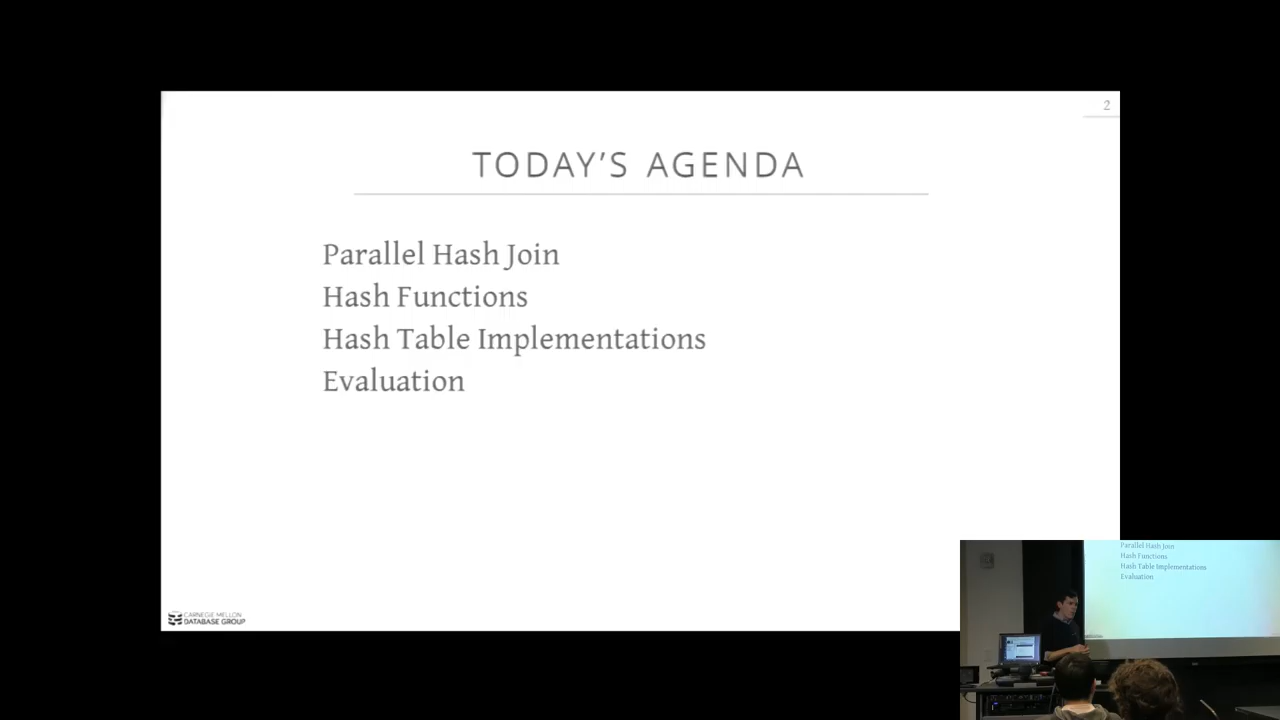 2
TODAY'S AGENDA
Parallel Hash Join
Hash Functions
Hash Table Implementations
Evaluation
CARNEGIE MELLON
DATABASE GROUP
Parallel Hash Join
Hash Functions
Hash Table Implementations
Evaluation